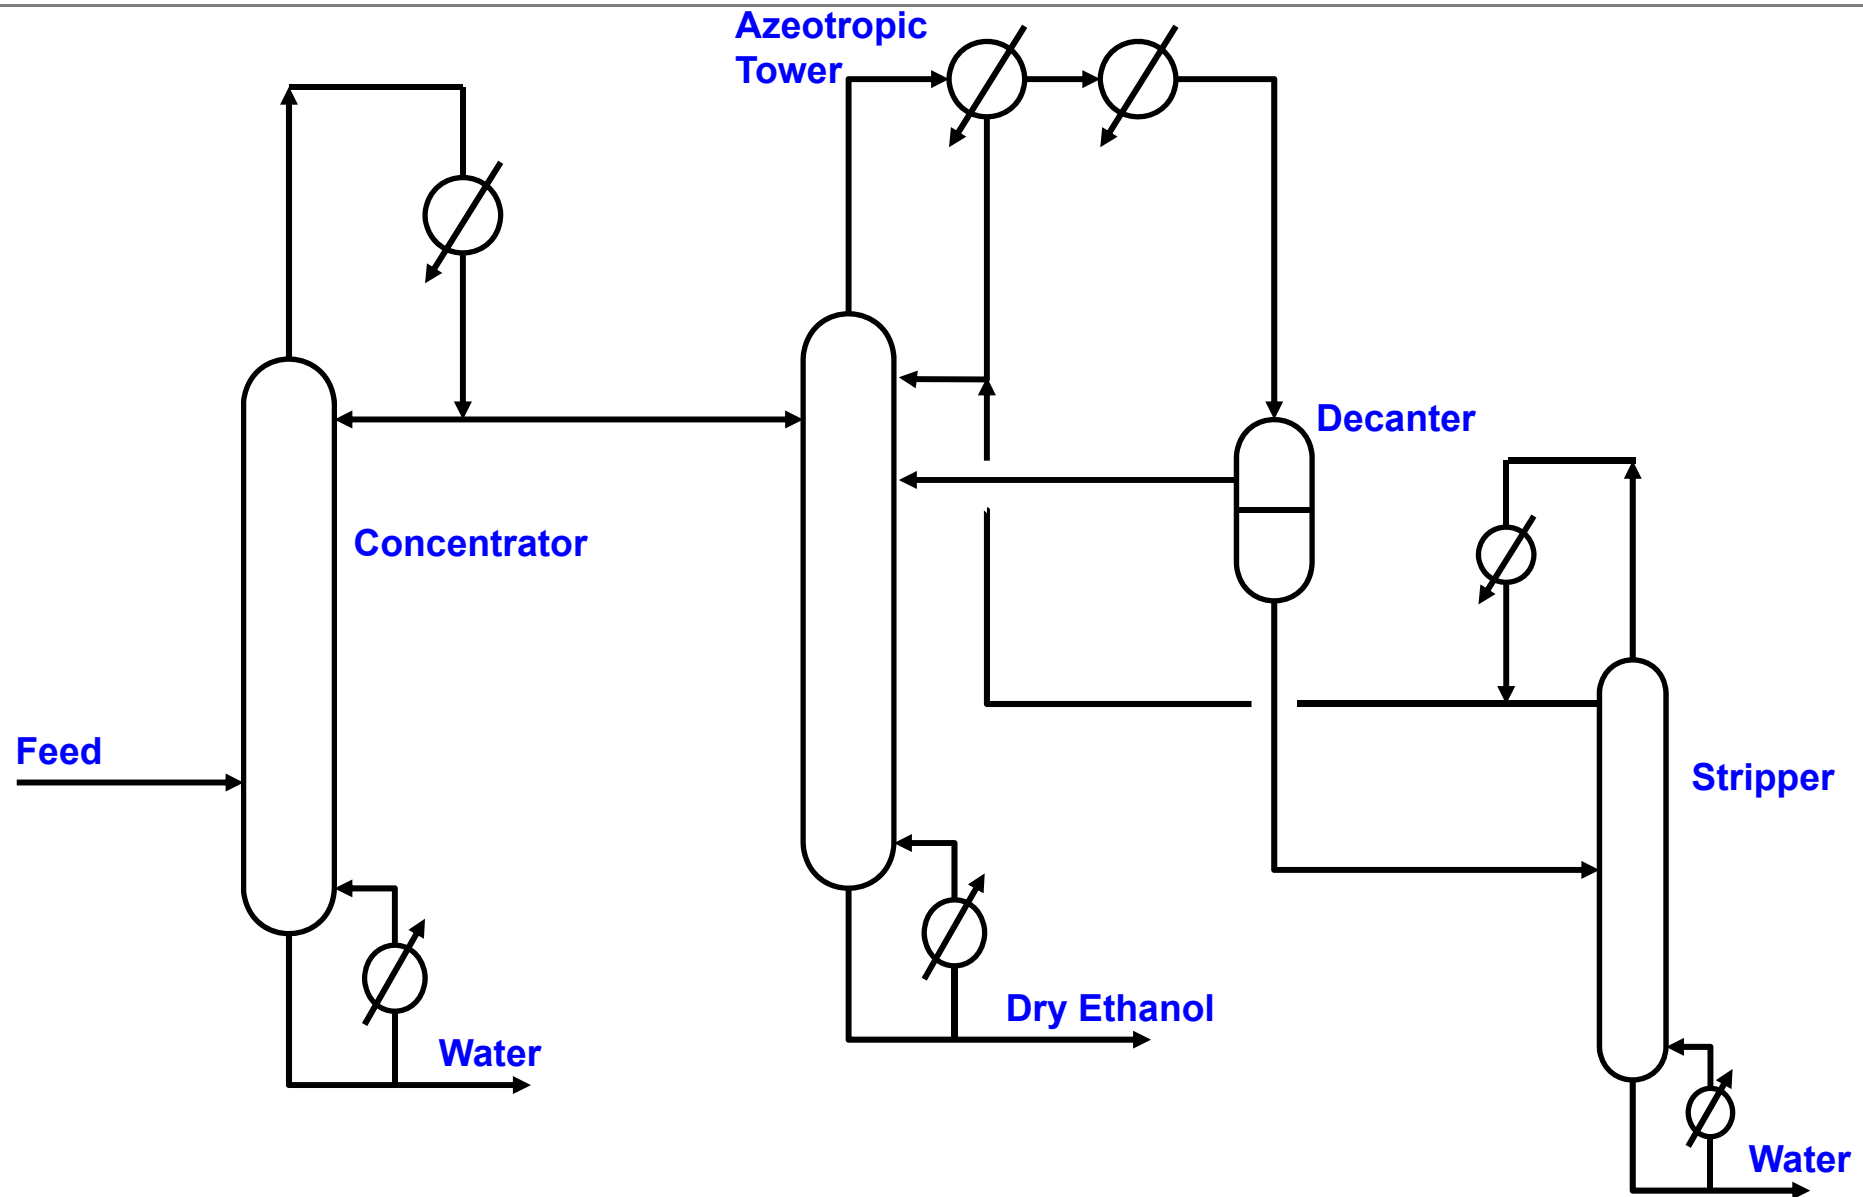 Azeotropic
Tower
Decanter
Concentrator
Feed
Stripper
Dry Ethanol
Water
Water